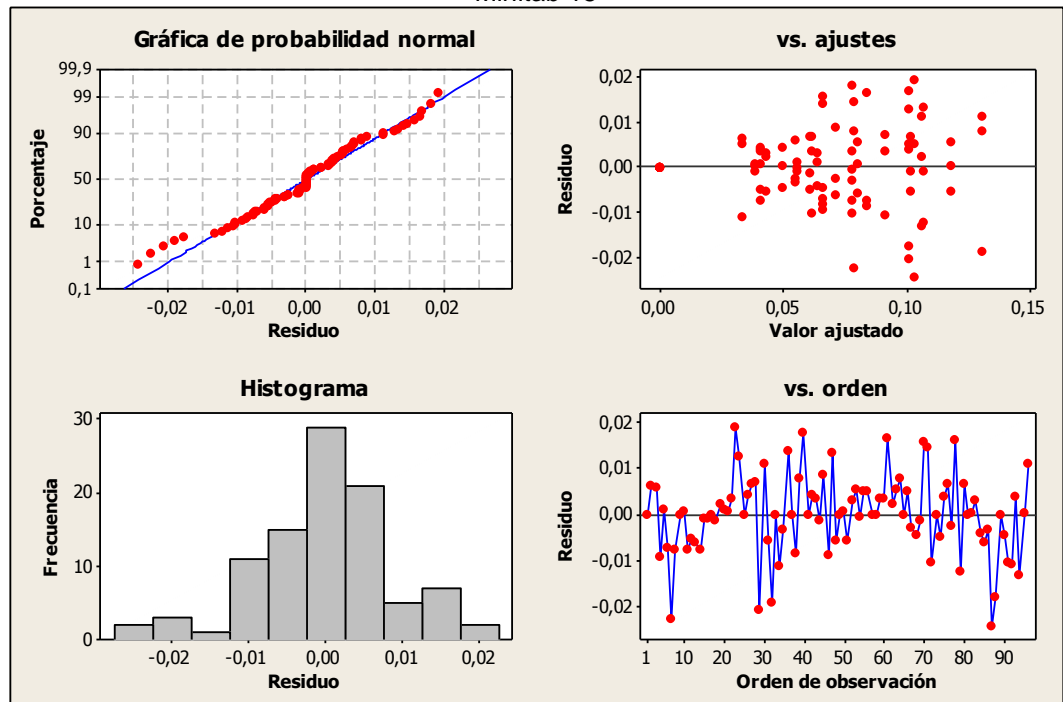 Gráfica de probabilidad normal
99,9
99
90
50
10
1
0,1
Porcentaje
-0,02 -0,01 0,00 0,01 0,02
Residuo
vs. ajustes
0,02
0,01
0,00
-0,01
-0,02
Residuo
0,00 0,05 0,10 0,15
Valor ajustado
Histograma
30
20
10
0
Frecuencia
-0,02 -0,01 0,00 0,01 0,02
Residuo
vs. orden
0,02
0,01
0,00
-0,01
-0,02
Residuo
1 10 20 30 40 50 60 70 80 90
Orden de observación